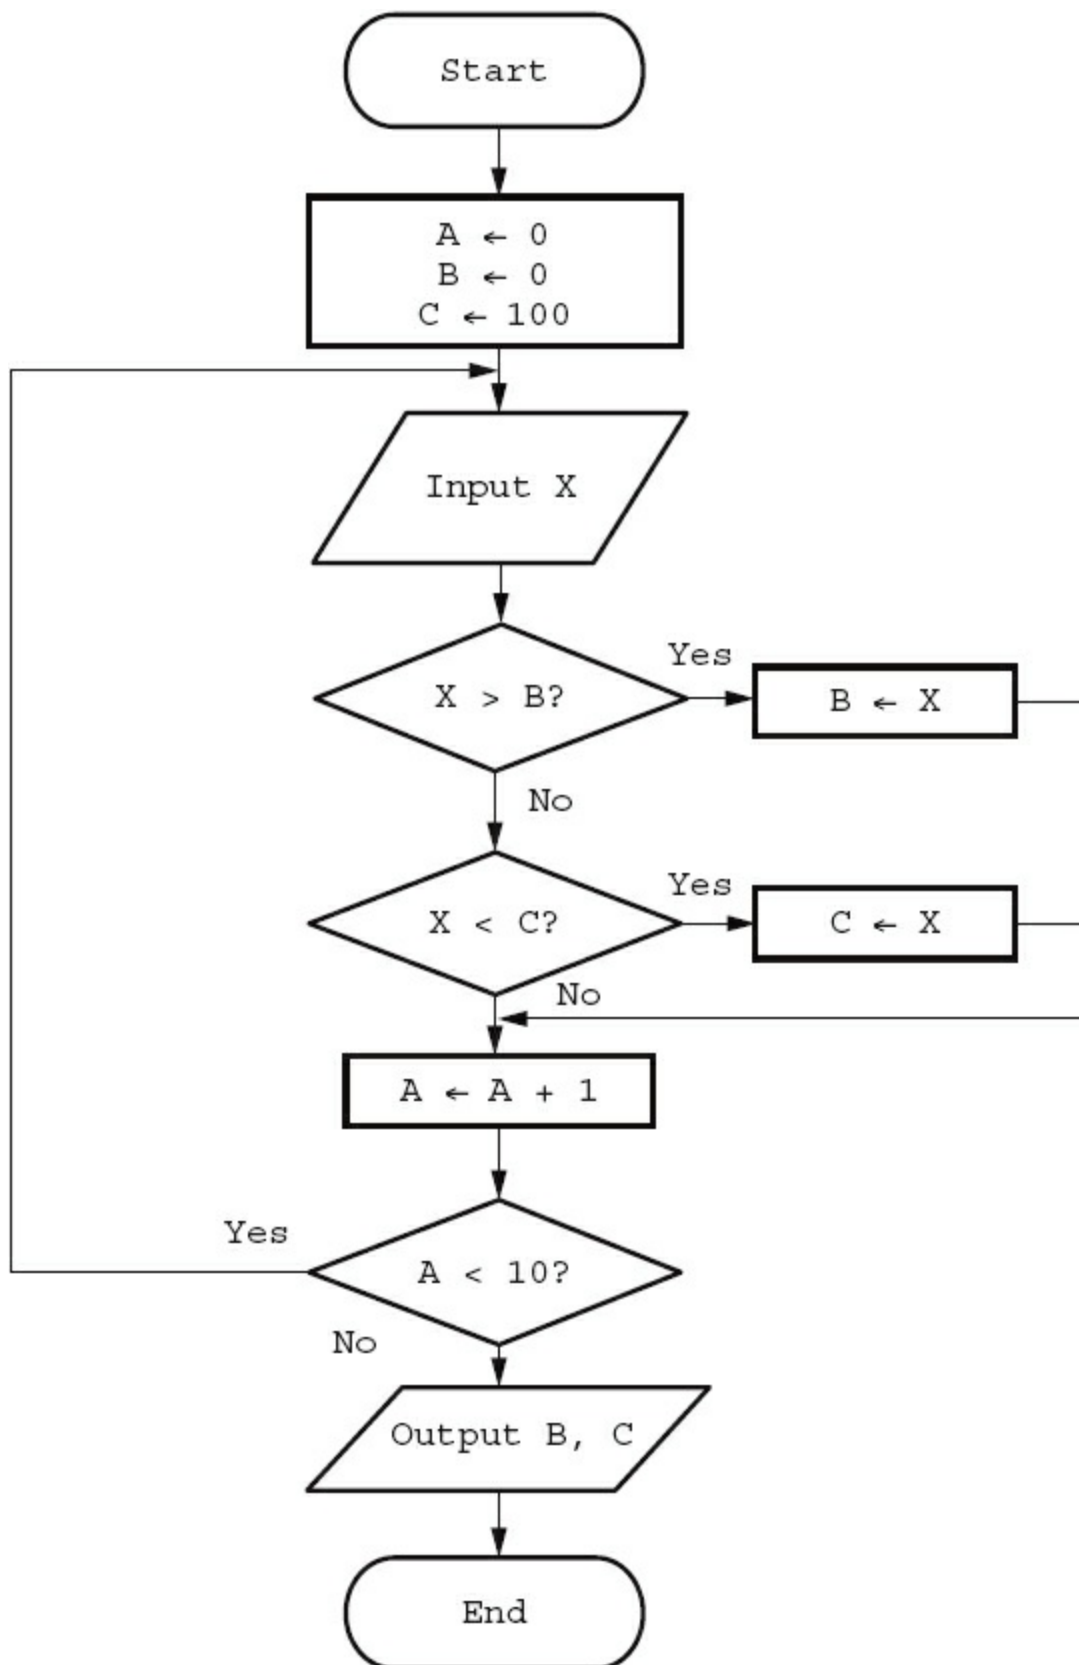 Start
A ← 0
B ← 0
C ← 100
Input X
X > B?
Yes
B ← X
No
X < C?
Yes
C ← X
No
A ← A + 1
A < 10?
Yes
No
Output B, C
End